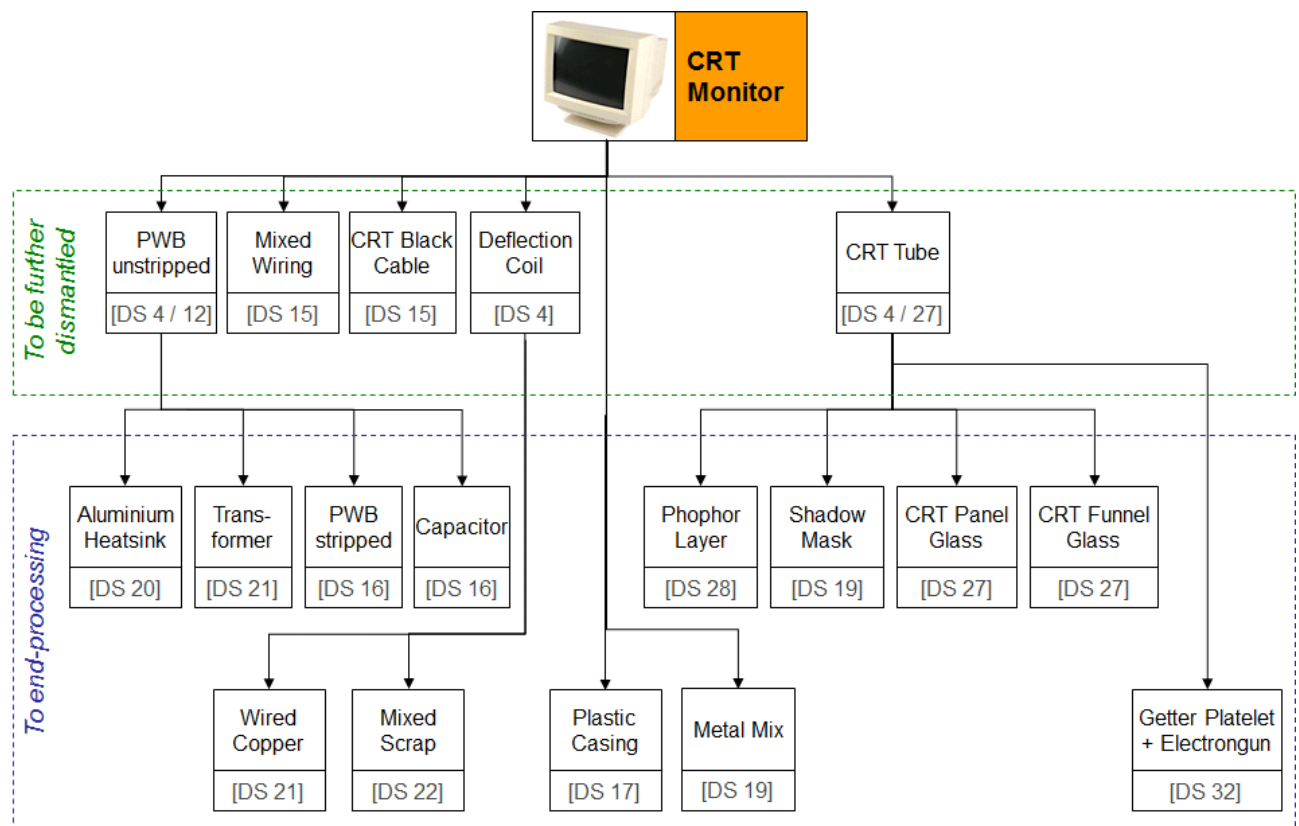 CRT
Monitor
To be further
dismantled
PWB
unstripped
[DS 4 / 12]
Mixed
Wiring
[DS 15]
CRT Black
Cable
[DS 15]
Deflection
Coil
[DS 4]
CRT Tube
[DS 4 / 27]
To end-processing
Aluminium
Heatsink
[DS 20]
Trans-
former
[DS 21]
PWB
stripped
[DS 16]
Capacitor
[DS 16]
Phophor
Layer
[DS 28]
Shadow
Mask
[DS 19]
CRT Panel
Glass
[DS 27]
CRT Funnel
Glass
[DS 27]
Wired
Copper
[DS 21]
Mixed
Scrap
[DS 22]
Plastic
Casing
[DS 17]
Metal Mix
[DS 19]
Getter Platelet
+ Electrongun
[DS 32]